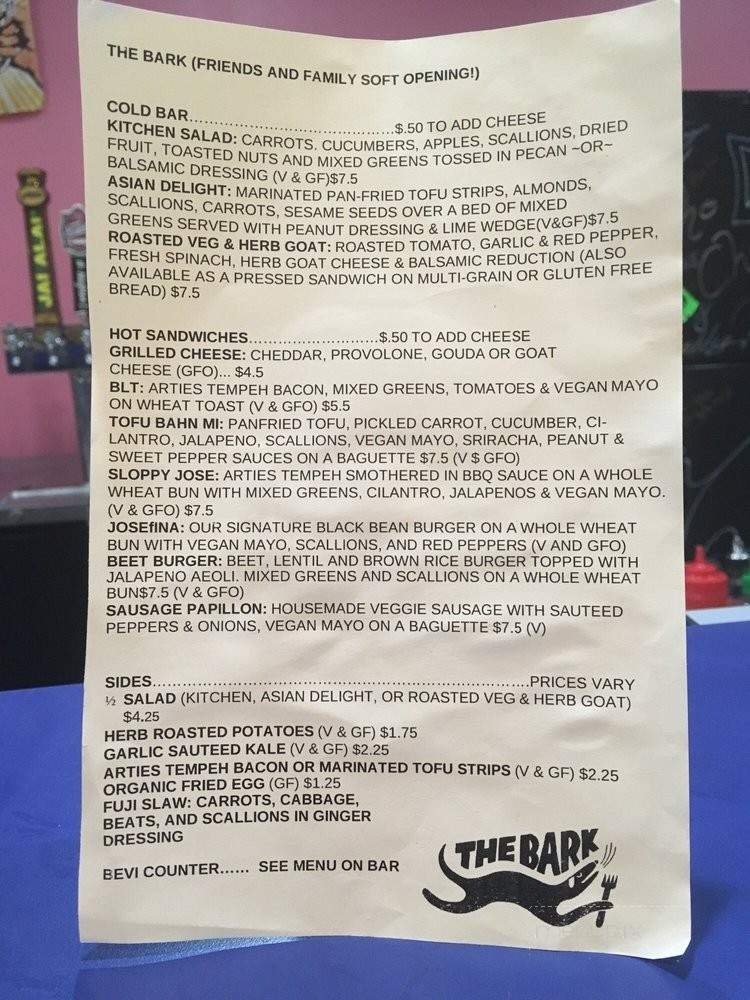 THE BARK (FRIENDS AND FAMILY SOFT OPENING!)
COLD BAR.......................................$.50 TO ADD CHEESE
KITCHEN SALAD: CARROTS. CUCUMBERS, APPLES, SCALLIONS, DRIED
FRUIT, TOASTED NUTS AND MIXED GREENS TOSSED IN PECAN ~OR~
BALSAMIC DRESSING (V & GF)$7.5
ASIAN DELIGHT: MARINATED PAN-FRIED TOFU STRIPS, ALMONDS,
SCALLIONS, CARROTS, SESAME SEEDS OVER A BED OF MIXED
GREENS SERVED WITH PEANUT DRESSING & LIME WEDGE(V&GF)$7.5
ROASTED VEG & HERB GOAT: ROASTED TOMATO, GARLIC & RED PEPPER,
FRESH SPINACH, HERB GOAT CHEESE & BALSAMIC REDUCTION (ALSO
AVAILABLE AS A PRESSED SANDWICH ON MULTI-GRAIN OR GLUTEN FREE
BREAD) $7.5
HOT SANDWICHES..........................$.50 TO ADD CHEESE
GRILLED CHEESE: CHEDDAR, PROVOLONE, GOUDA OR GOAT
CHEESE (GFO)... $4.5
BLT: ARTIES TEMPEH BACON, MIXED GREENS, TOMATOES & VEGAN MAYO
ON WHEAT TOAST (V & GFO) $5.5
TOFU BAHN MI: PANFRIED TOFU, PICKLED CARROT, CUCUMBER, CI-
LANTRO, JALAPENO, SCALLIONS, VEGAN MAYO, SRIRACHA, PEANUT &
SWEET PEPPER SAUCES ON A BAGUETTE $7.5 (V $ GFO)
SLOPPY JOSE: ARTIES TEMPEH SMOTHERED IN BBQ SAUCE ON A WHOLE
WHEAT BUN WITH MIXED GREENS, CILANTRO, JALAPENOS & VEGAN MAYO.
(V & GFO) $7.5
JOSEfINA: OUR SIGNATURE BLACK BEAN BURGER ON A WHOLE WHEAT
BUN WITH VEGAN MAYO, SCALLIONS, AND RED PEPPERS (V AND GFO)
BEET BURGER: BEET, LENTIL AND BROWN RICE BURGER TOPPED WITH
JALAPENO AEOLI. MIXED GREENS AND SCALLIONS ON A WHOLE WHEAT
BUN$7.5 (V & GFO)
SAUSAGE PAPILLON: HOUSEMADE VEGGIE SAUSAGE WITH SAUTEED
PEPPERS & ONIONS, VEGAN MAYO ON A BAGUETTE $7.5 (V)
SIDES...............................................................PRICES VARY
½ SALAD (KITCHEN, ASIAN DELIGHT, OR ROASTED VEG & HERB GOAT)
$4.25
HERB ROASTED POTATOES (V & GF) $1.75
GARLIC SAUTEED KALE (V & GF) $2.25
ARTIES TEMPEH BACON OR MARINATED TOFU STRIPS (V & GF) $2.25
ORGANIC FRIED EGG (GF) $1.25
FUJI SLAW: CARROTS, CABBAGE,
BEATS, AND SCALLIONS IN GINGER
DRESSING
BEVI COUNTER...... SEE MENU ON BAR
THE BARK
JAI ALAI